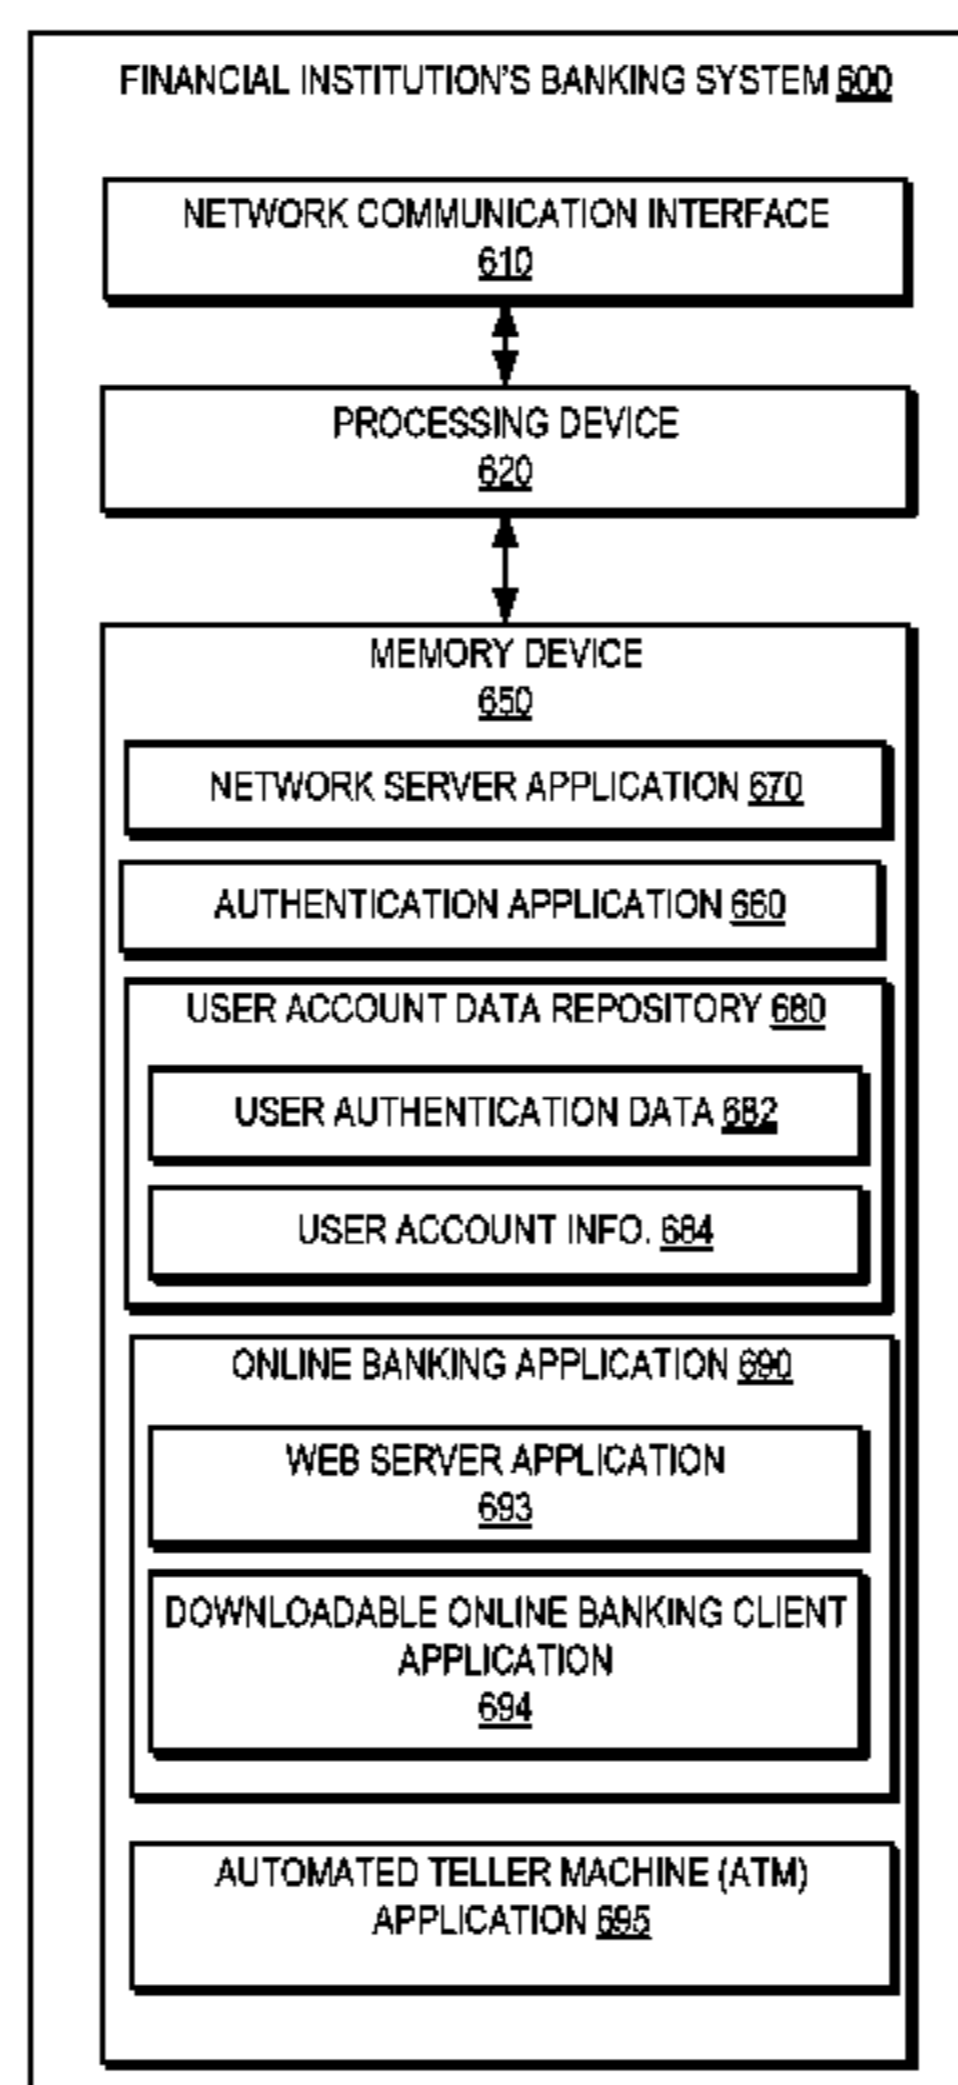 FINANCIAL INSTITUTION'S BANKING SYSTEM 600
NETWORK COMMUNICATION INTERFACE
610
PROCESSING DEVICE
620
MEMORY DEVICE
650
NETWORK SERVER APPLICATION 670
AUTHENTICATION APPLICATION 660
USER ACCOUNT DATA REPOSITORY 680
USER AUTHENTICATION DATA 682
USER ACCOUNT INFO. 684
ONLINE BANKING APPLICATION 690
WEB SERVER APPLICATION
693
DOWNLOADABLE ONLINE BANKING CLIENT
APPLICATION
694
AUTOMATED TELLER MACHINE (ATM)
APPLICATION 695